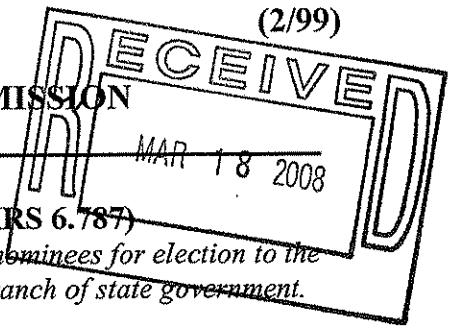 (2/99)
RECEIVED
MISSION
MAR 18 2008
RS 6.787)
nominees for election to the
anch of state government.